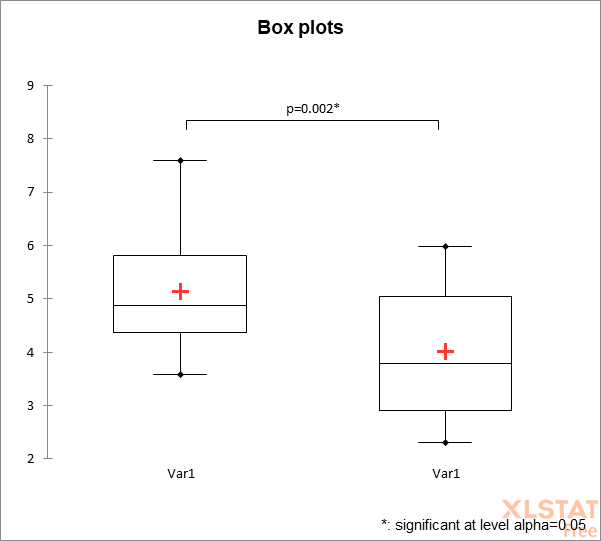 Box plots
p=0.002*
9
8
7
6
5
4
3
2
Var1 Var1
XLSTAT
*: significant at level alpha=0.05
Free